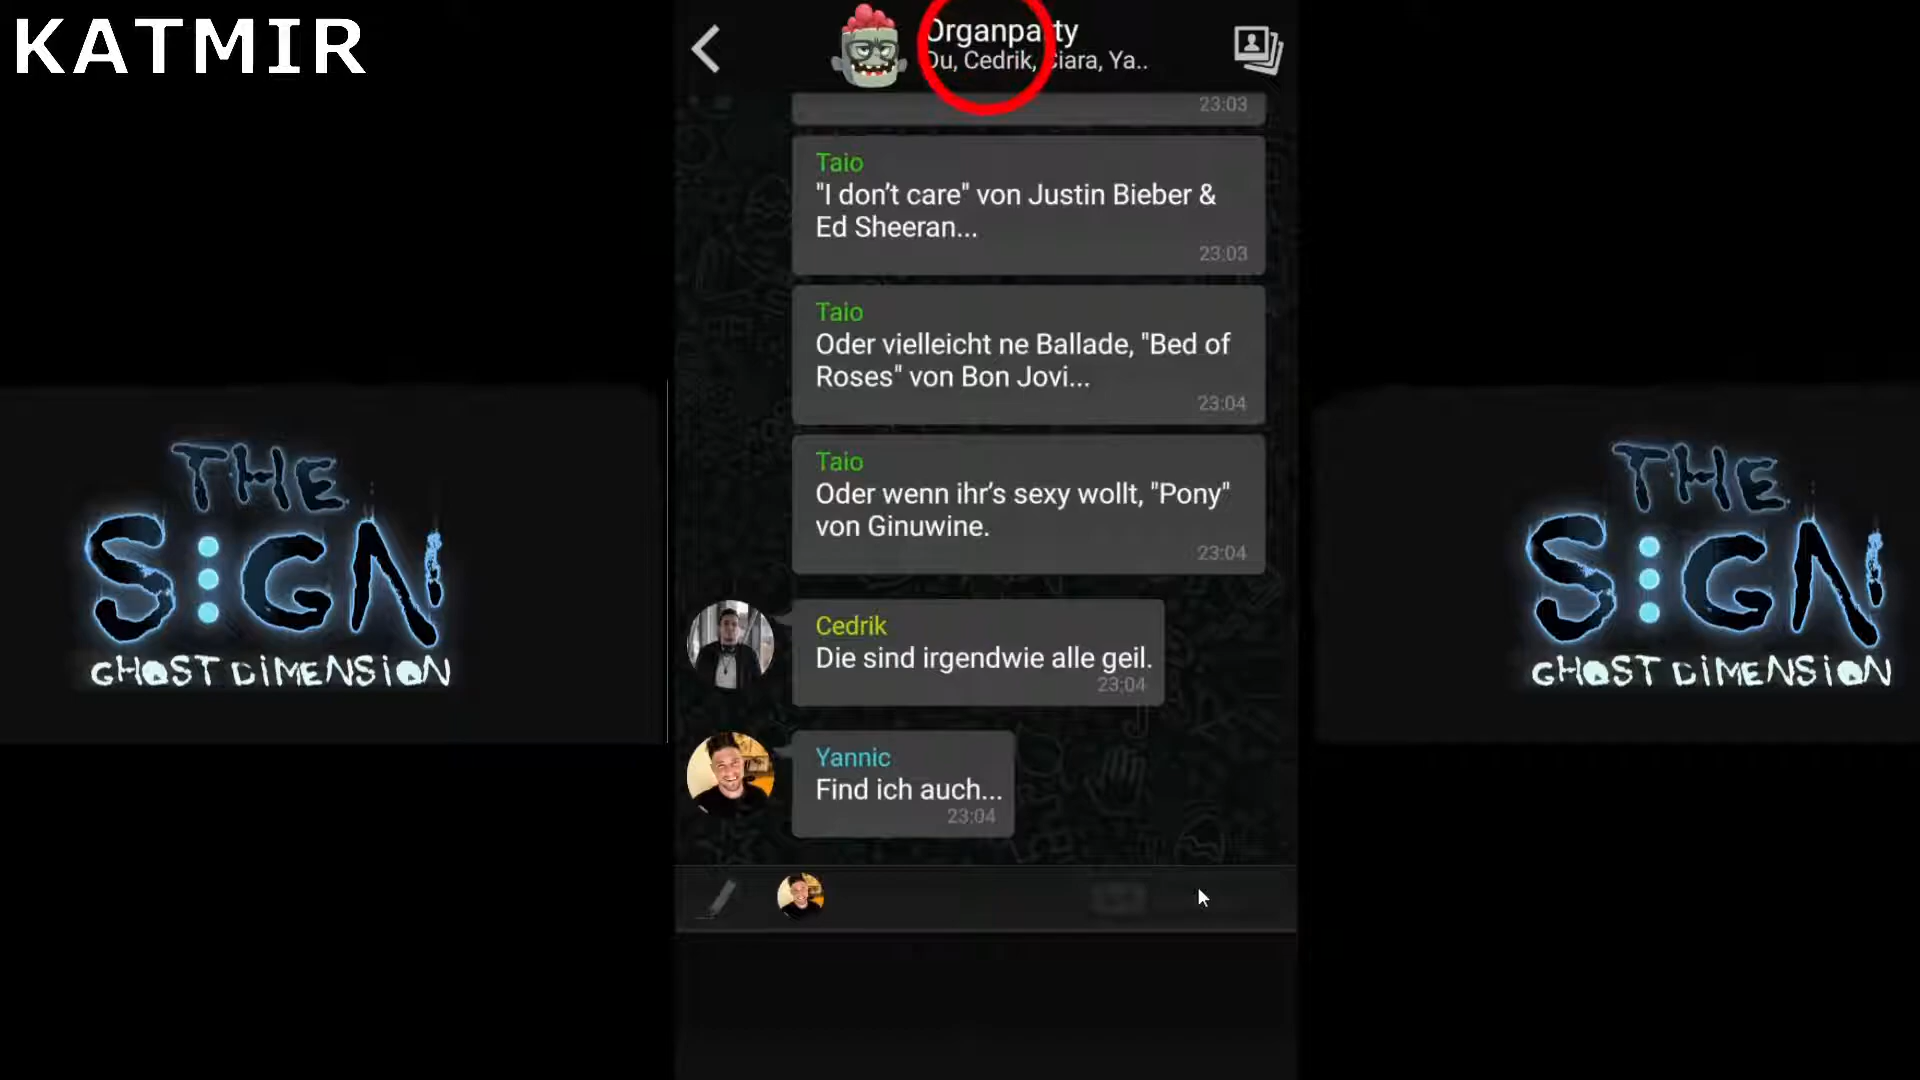 KATMIR
Organparty
Du, Cedrik, Ciara, Ya..
23:03
Taio
"I don’t care" von Justin Bieber &
Ed Sheeran...
23:03
Taio
Oder vielleicht ne Ballade, "Bed of
Roses" von Bon Jovi...
23:04
Taio
Oder wenn ihr’s sexy wollt, "Pony"
von Ginuwine.
23:04
Cedrik
Die sind irgendwie alle geil.
23:04
Yannic
Find ich auch...
23:04
THE
SIGN
GHOST DIMENSION
THE
SIGN
GHOST DIMENSION